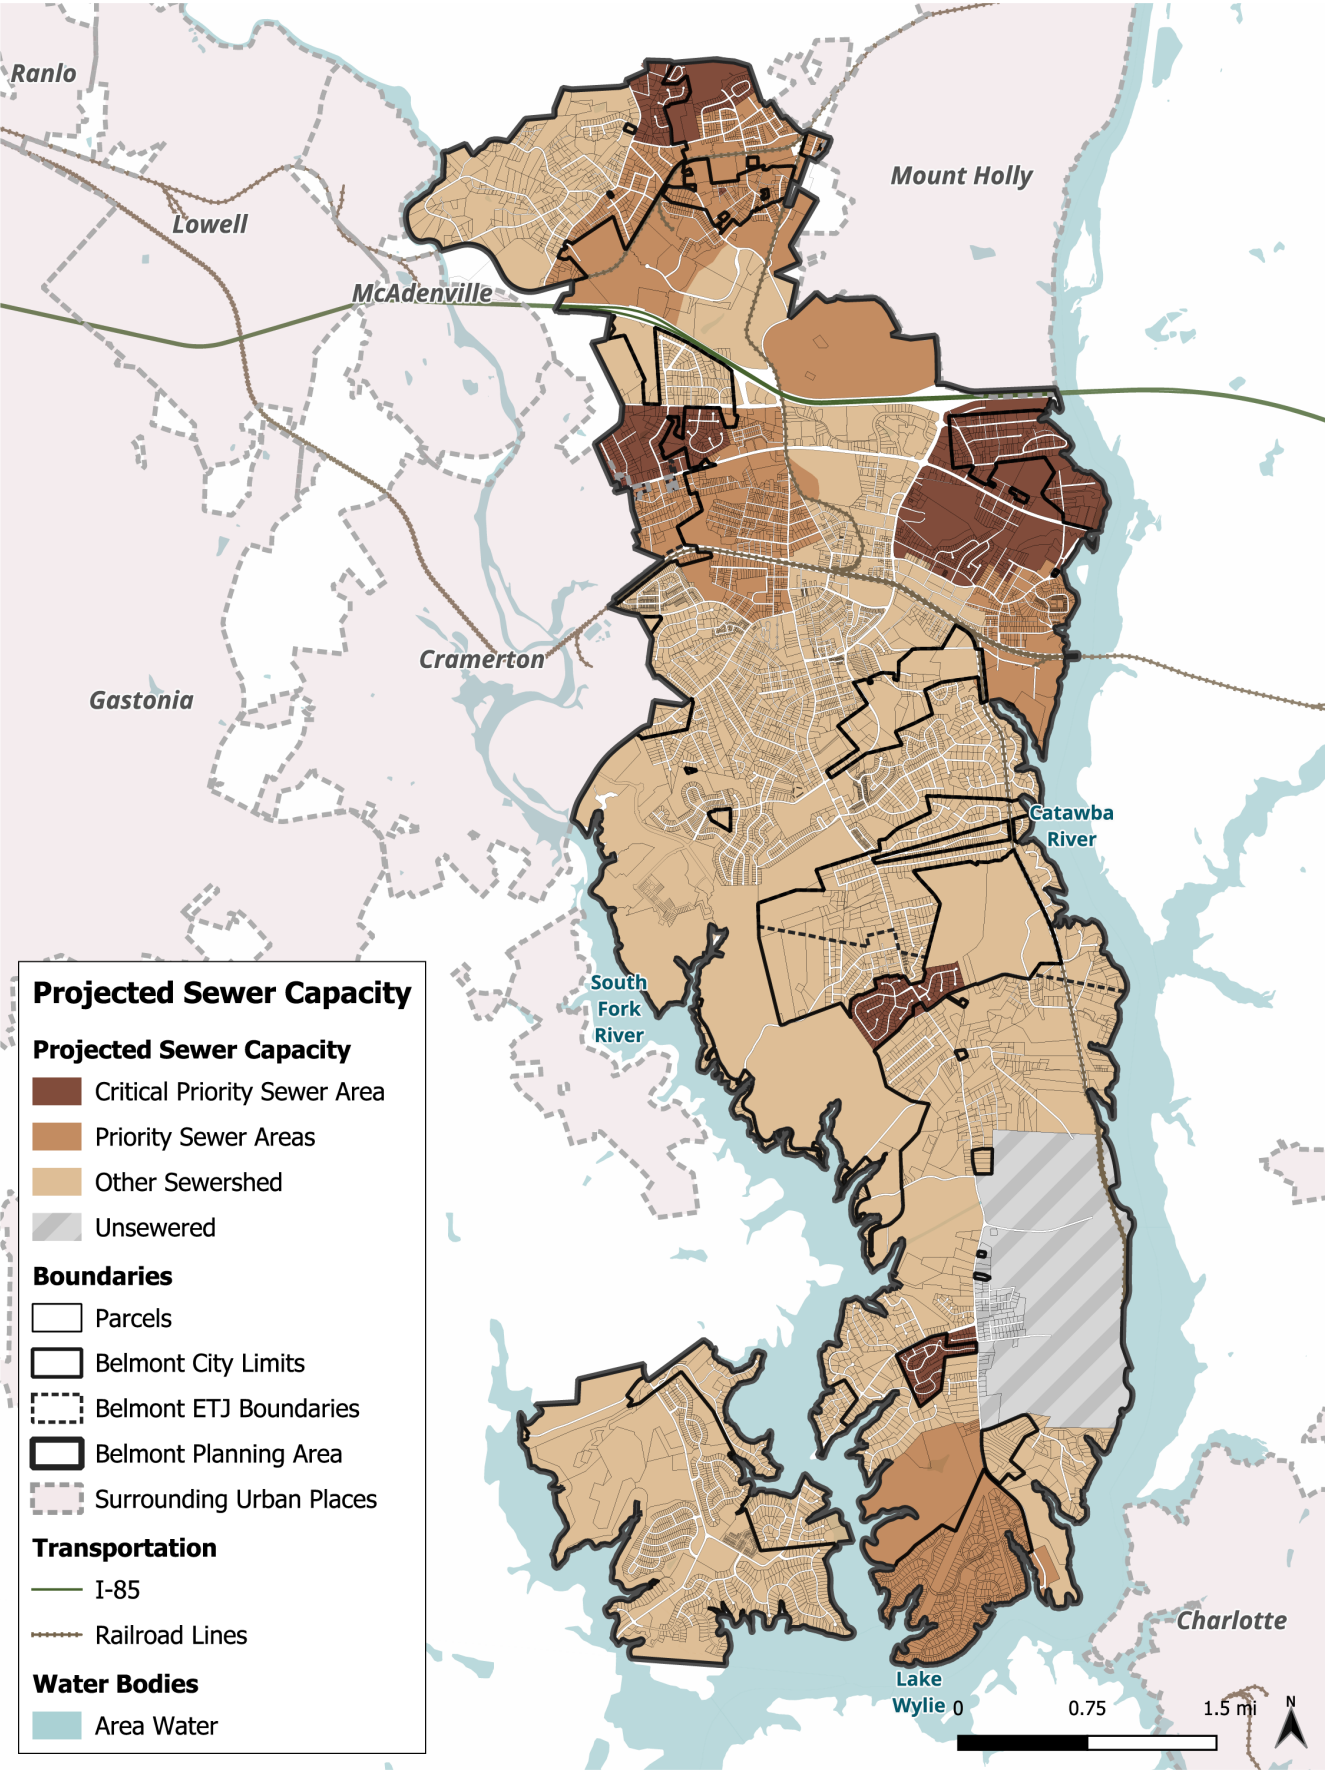 Ranlo
Mount Holly
Lowell
McAdenville
Cramerton
Gastonia
Catawba
River
South
Fork
River
Projected Sewer Capacity
Projected Sewer Capacity
Critical Priority Sewer Area
Priority Sewer Areas
Other Sewershed
Unsewered
Boundaries
Parcels
Belmont City Limits
Belmont ETJ Boundaries
Belmont Planning Area
Surrounding Urban Places
Transportation
I-85
Railroad Lines
Water Bodies
Area Water
Charlotte
Lake
Wylie
0 0.75 1.5 mi
N